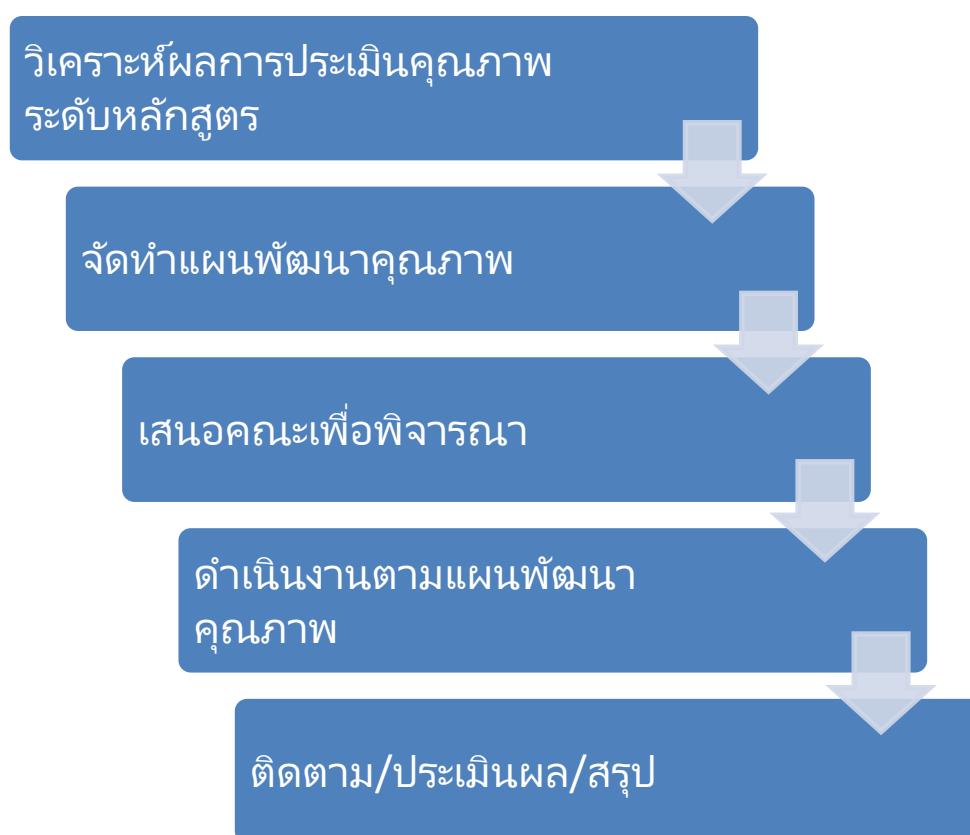 วิเคราะห์ผลการประเมินคุณภาพ
ระดับหลักสูตร
จัดทำแผนพัฒนาคุณภาพ
เสนอคณะเพื่อพิจารณา
ดำเนินงานตามแผนพัฒนา
คุณภาพ
ติดตาม/ประเมินผล/สรุป